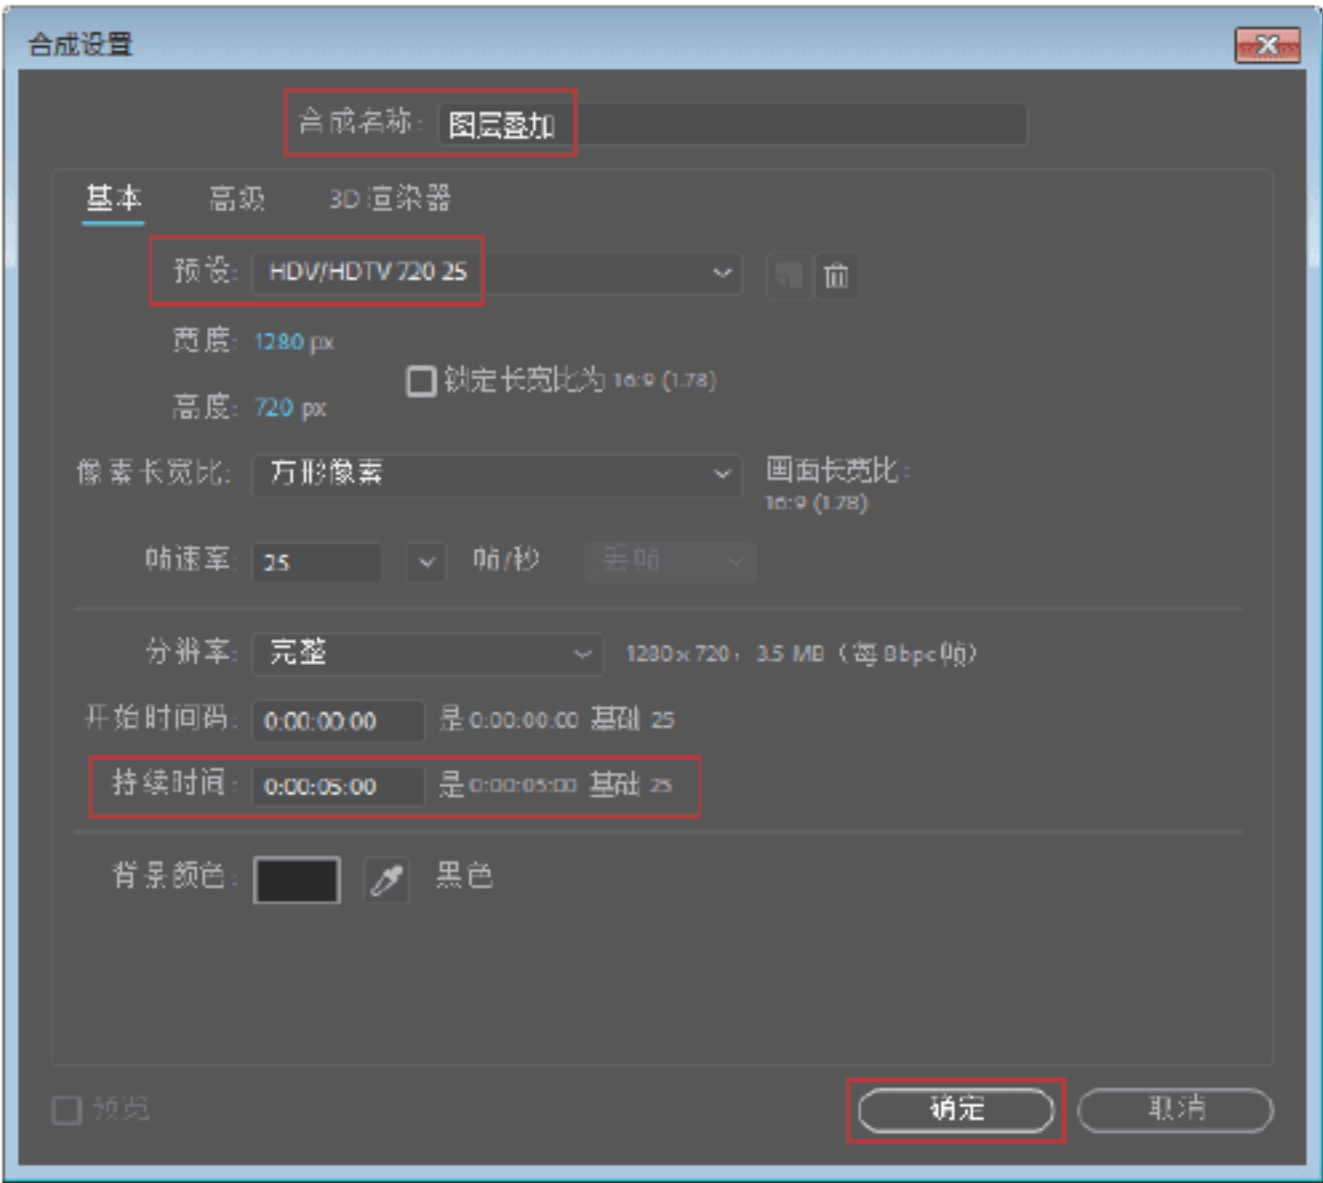 合成设置
合成名称: 图层叠加
基本 高级 3D 渲染器
预设: HDV/HDTV 720 25
宽度: 1280 px
锁定长宽比为 16:9 (1.78)
高度: 720 px
像素长宽比: 方形像素 画面长宽比:
16:9 (1.78)
帧速率: 25 帧/秒 丢帧
分辨率: 完整 1280 x 720，3.5 MB（每 8bpc 帧）
开始时间码: 0:00:00:00 是 0:00:00:00 基础 25
持续时间: 0:00:05:00 是 0:00:05:00 基础 25
背景颜色: 黑色
预览 确定 取消